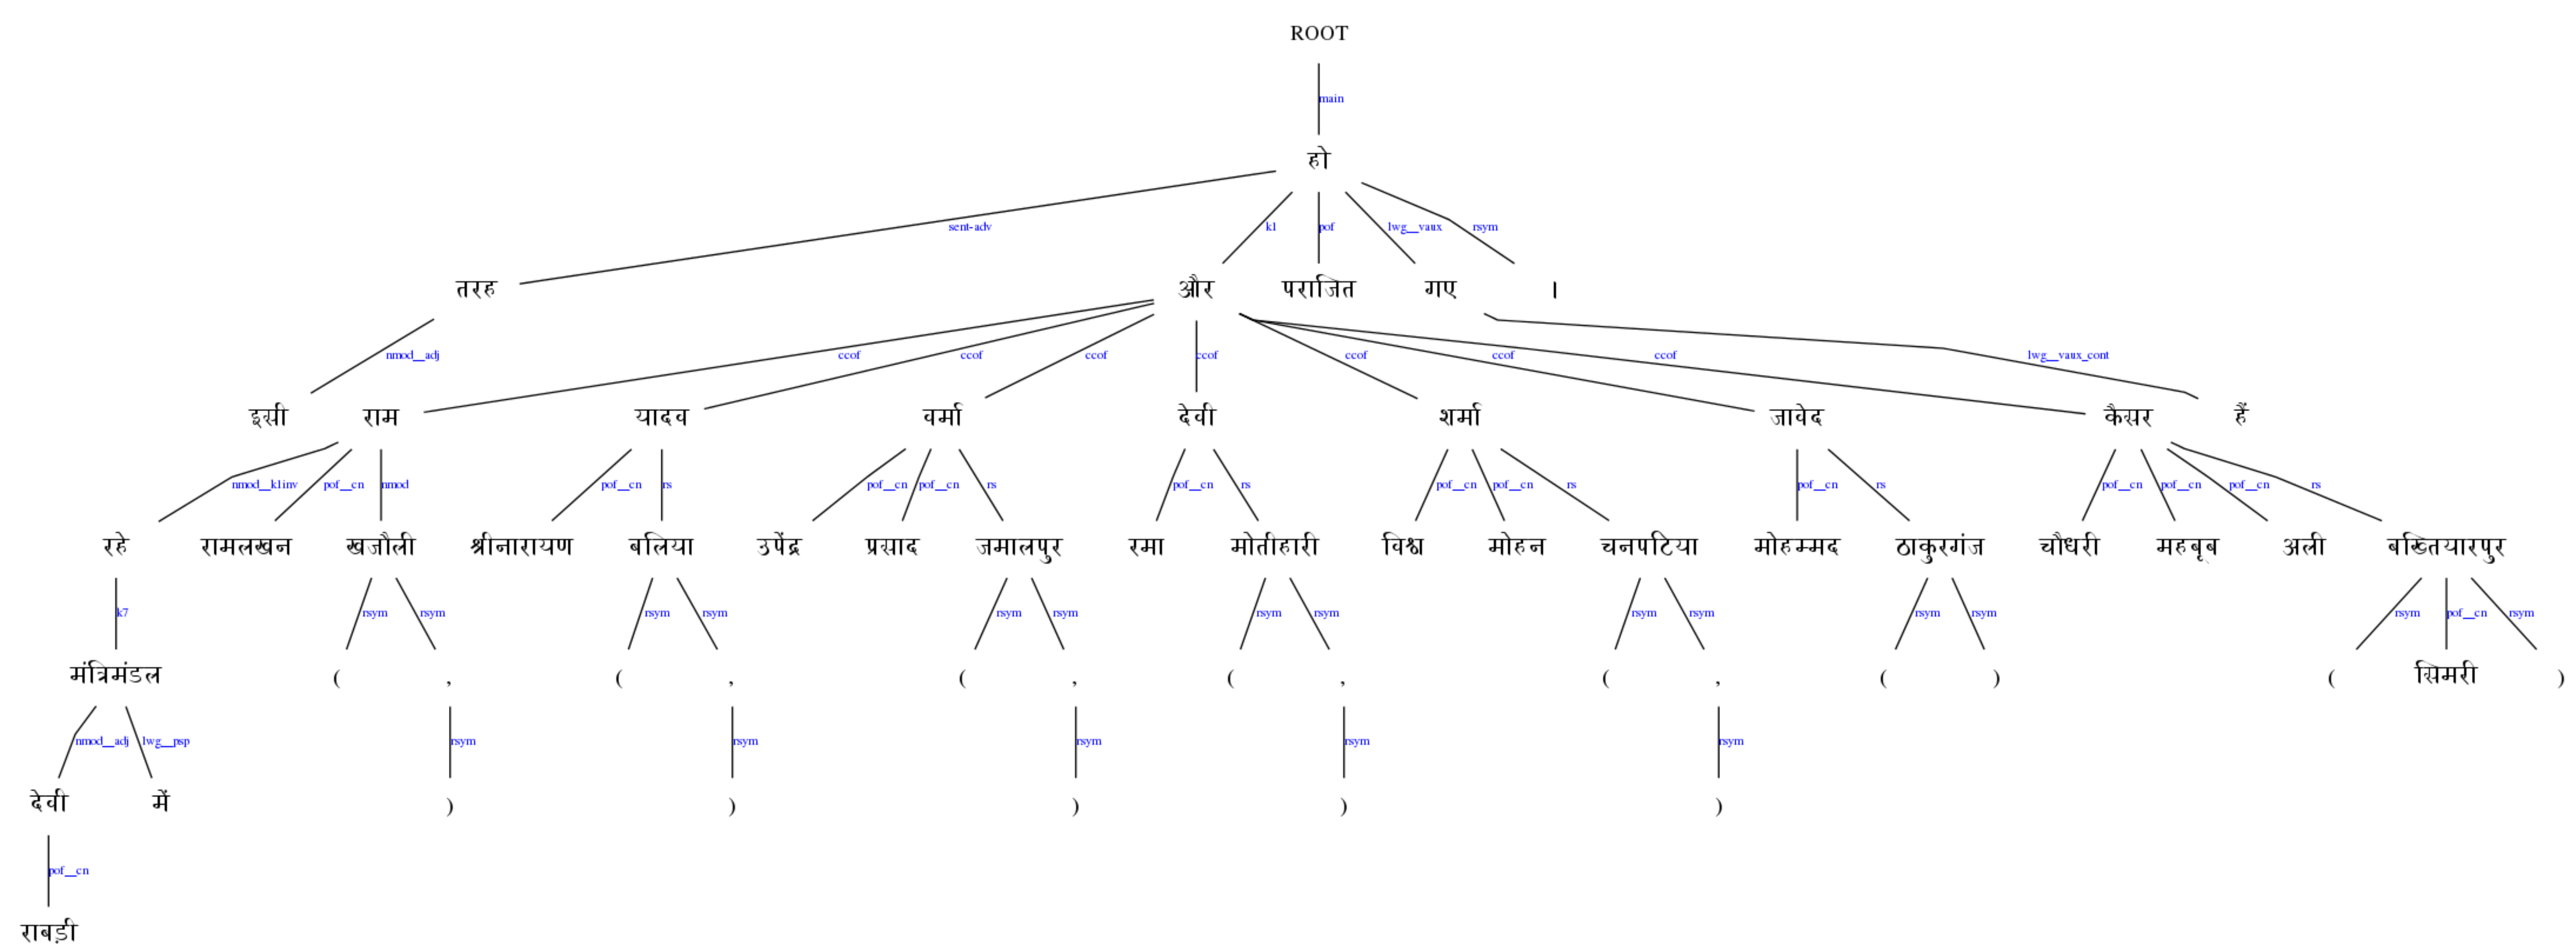 ROOT
main
हो
sent-adv k1 pof lwg__vaux rsym
तरह और पराजित गए ।
nmod__adj ccof ccof ccof ccof ccof ccof ccof lwg__vaux_cont
इसी राम यादव वर्मा देवी शर्मा जावेद कैसर हैं
nmod__k1inv pof__cn nmod pof__cn rs pof__cn pof__cn rs pof__cn rs pof__cn pof__cn rs pof__cn rs pof__cn pof__cn pof__cn rs
रहे रामलखन खजौली श्रीनारायण बलिया उपेंद्र प्रसाद जमालपुर रमा मोतीहारी विश्व मोहन चनपटिया मोहम्मद ठाकुरगंज चौधरी महबूब अली बख्तियारपुर
k7 rsym rsym rsym rsym rsym rsym rsym rsym rsym rsym rsym rsym rsym pof__cn rsym
मंत्रिमंडल ( , ( , ( , ( , ( , ( ) ( सिमरी )
nmod__adj lwg__psp rsym rsym rsym rsym rsym
देवी में ) ) ) ) )
pof__cn
राबड़ी